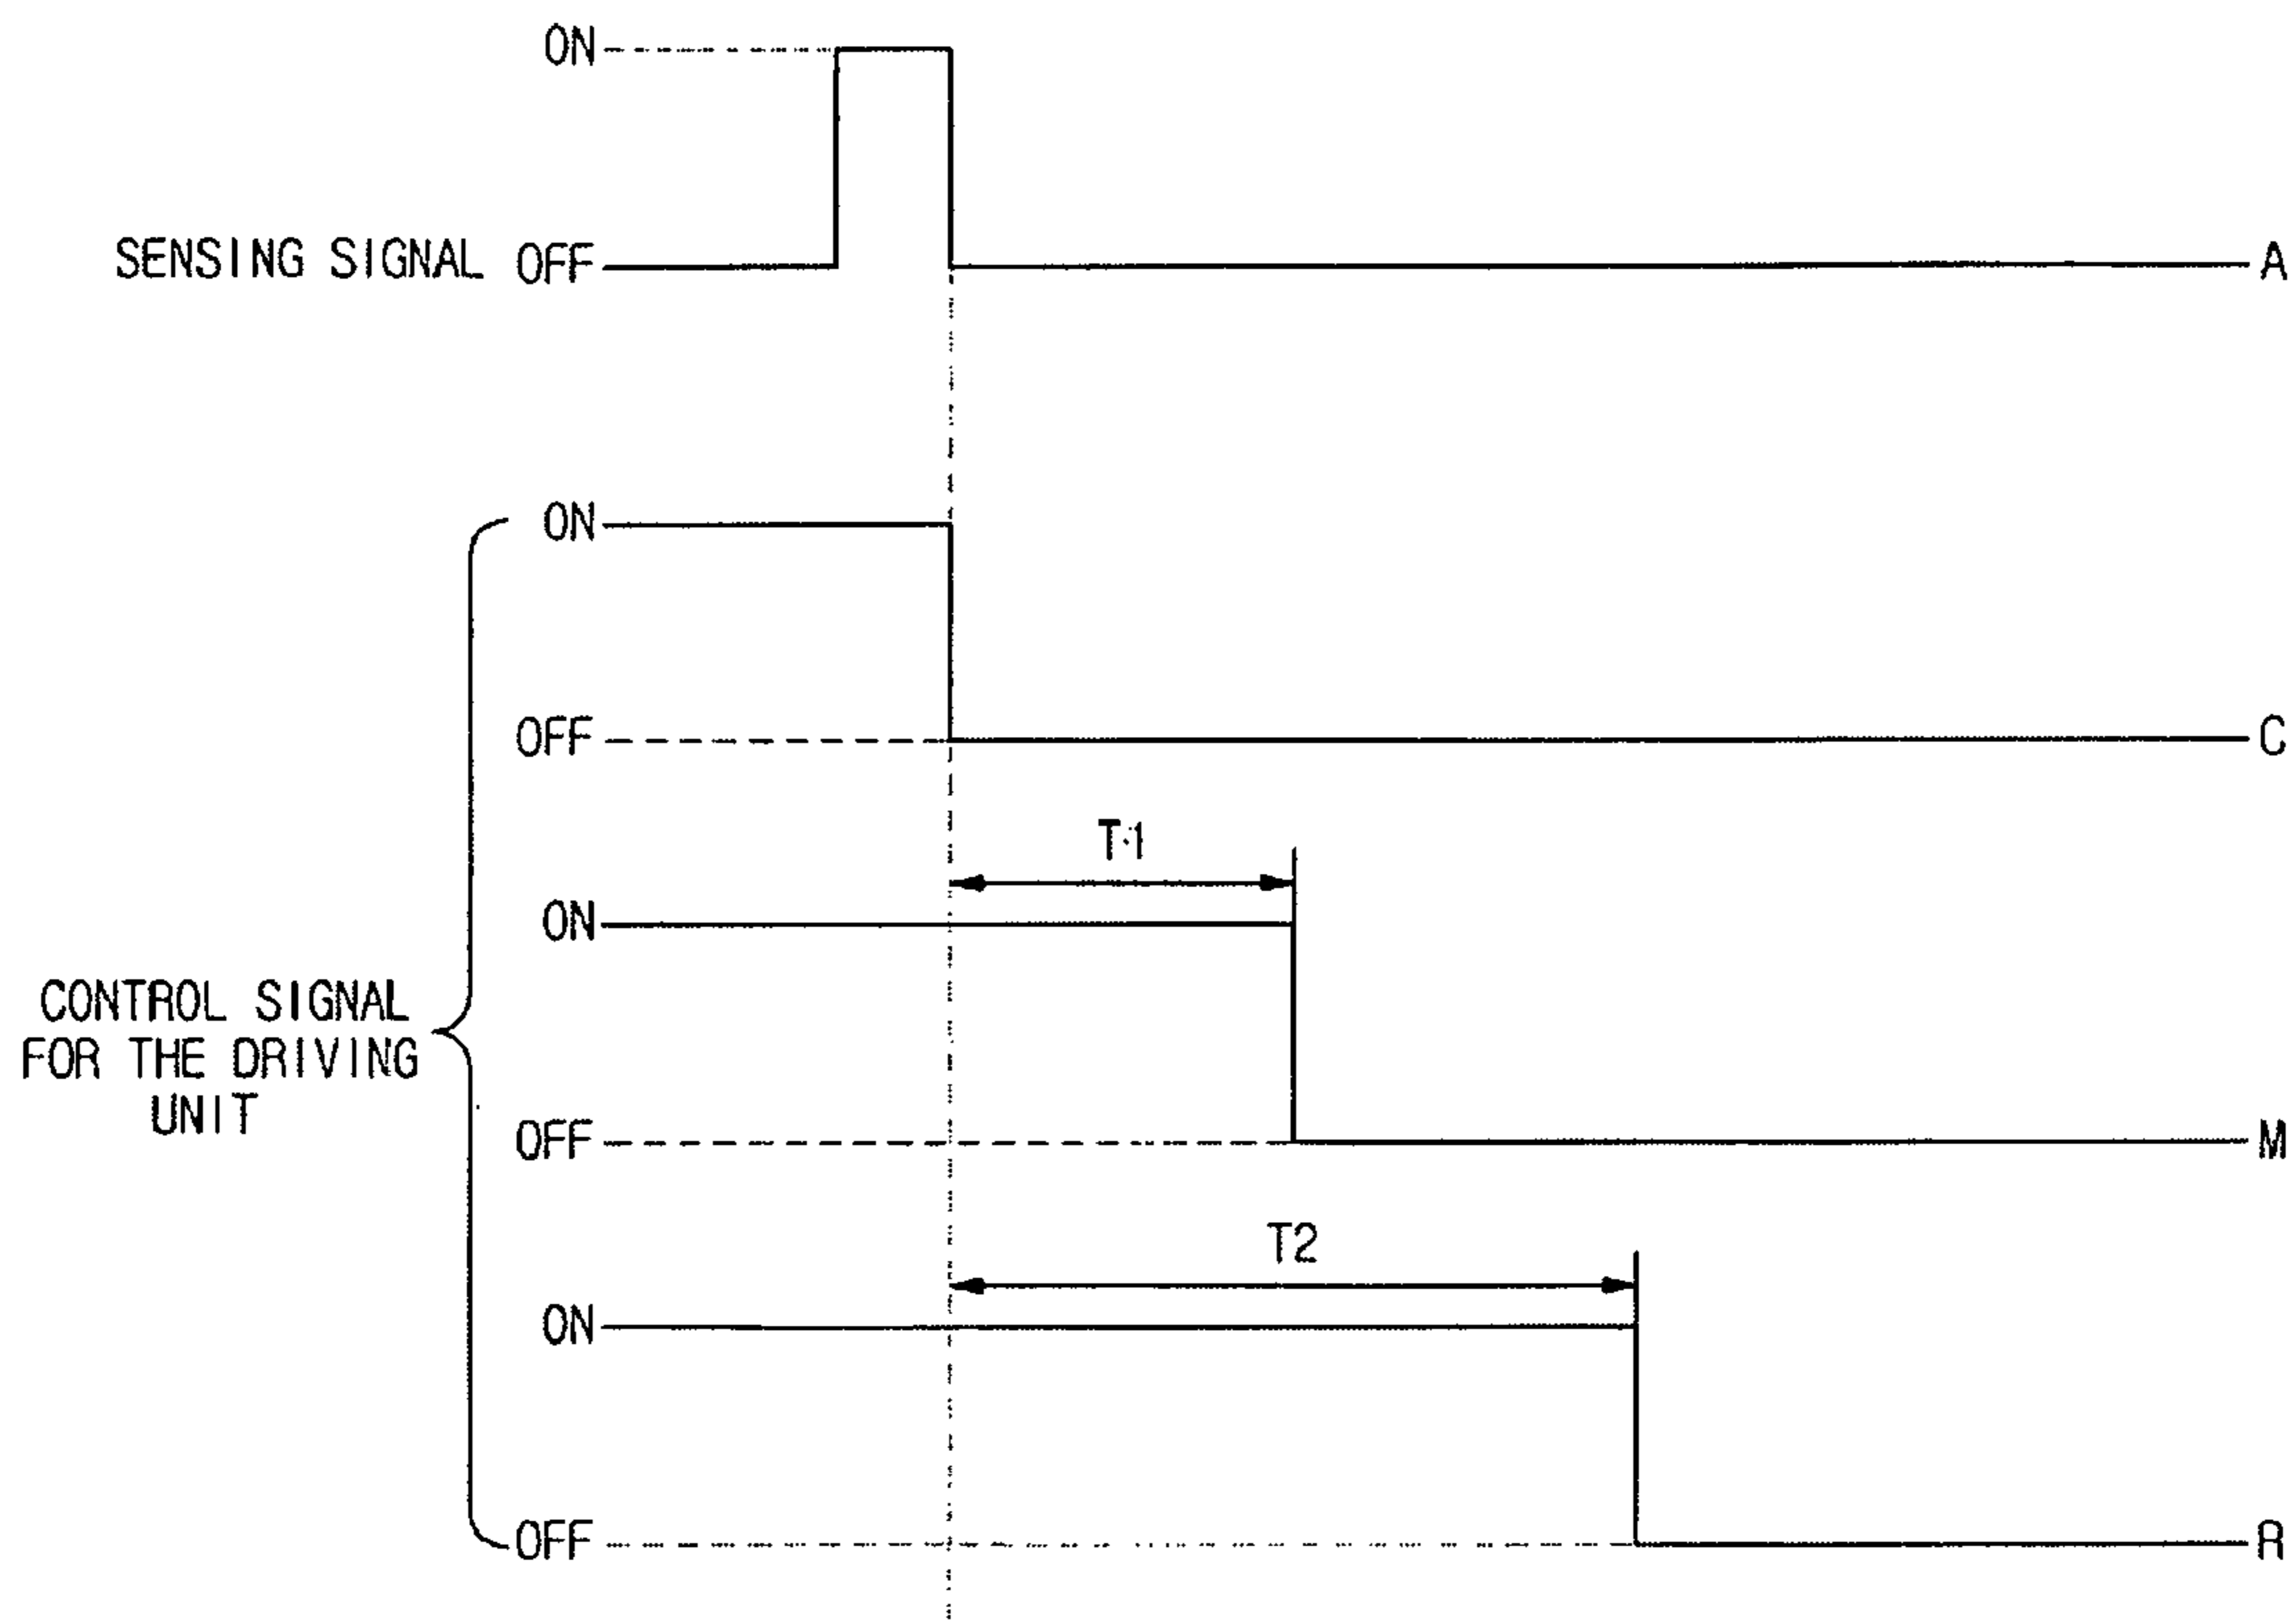 ON
SENSING SIGNAL OFF A
ON
OFF C
T1
ON
CONTROL SIGNAL
FOR THE DRIVING
UNIT
OFF M
T2
ON
OFF R